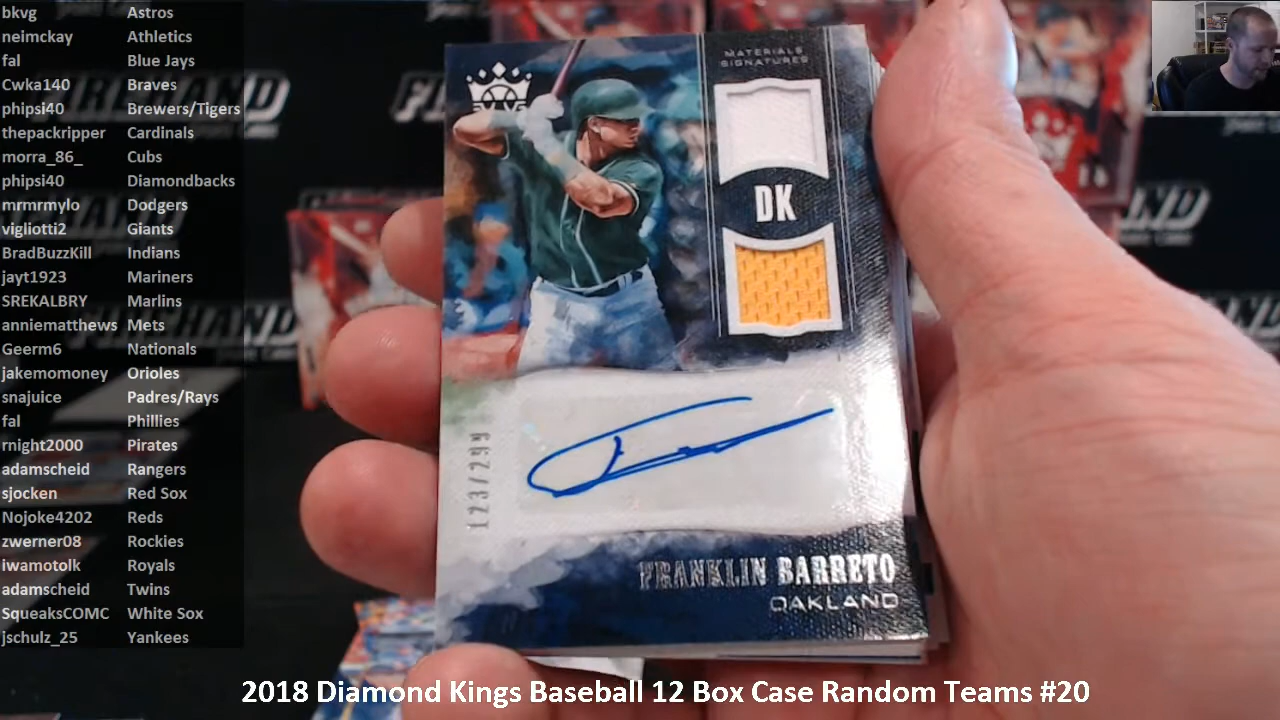 bkvg Astros
neimckay Athletics
fal Blue Jays
Cwka140 Braves
phipsi40 Brewers/Tigers
thepackripper Cardinals
morra_86_ Cubs
phipsi40 Diamondbacks
mrmrmylo Dodgers
vigliotti2 Giants
BradBuzzKill Indians
jayt1923 Mariners
SREKALBRY Marlins
anniematthews Mets
Geerm6 Nationals
jakemomoney Orioles
snajuice Padres/Rays
fal Phillies
rnight2000 Pirates
adamscheid Rangers
sjocken Red Sox
Nojoke4202 Reds
zwerner08 Rockies
iwamotolk Royals
adamscheid Twins
SqueaksCOMC White Sox
jschulz_25 Yankees
MATERIALS
SIGNATURES
DK
123/299
FRANKLIN BARRETO
OAKLAND
2018 Diamond Kings Baseball 12 Box Case Random Teams #20